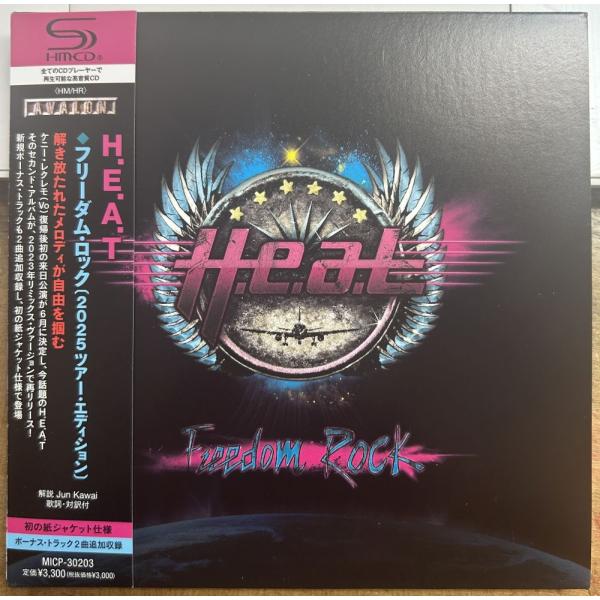 SHM-CD®
全てのCDプレーヤーで
再生可能な高音質CD
〈HM/HR〉
AVALON
H.E.A.T
◆フリーダム・ロック(2025ツアー・エディション)
解き放たれたメロディが自由を掴む
ケニー・レクレモ(Vo)復帰後初の来日公演が6月に決定し、今話題のH.E.A.T
そのセカンド・アルバムが、2023年リミックス・ヴァージョンで再リリース!
新規ボーナス・トラックも2曲追加収録し、初の紙ジャケット仕様で登場
解説 Jun Kawai
歌詞・対訳付
初の紙ジャケット仕様
ボーナス・トラック2曲追加収録
MICP-30203
定価¥3,300(税抜価格¥3,000)
H.e.a.t
Freedom Rock